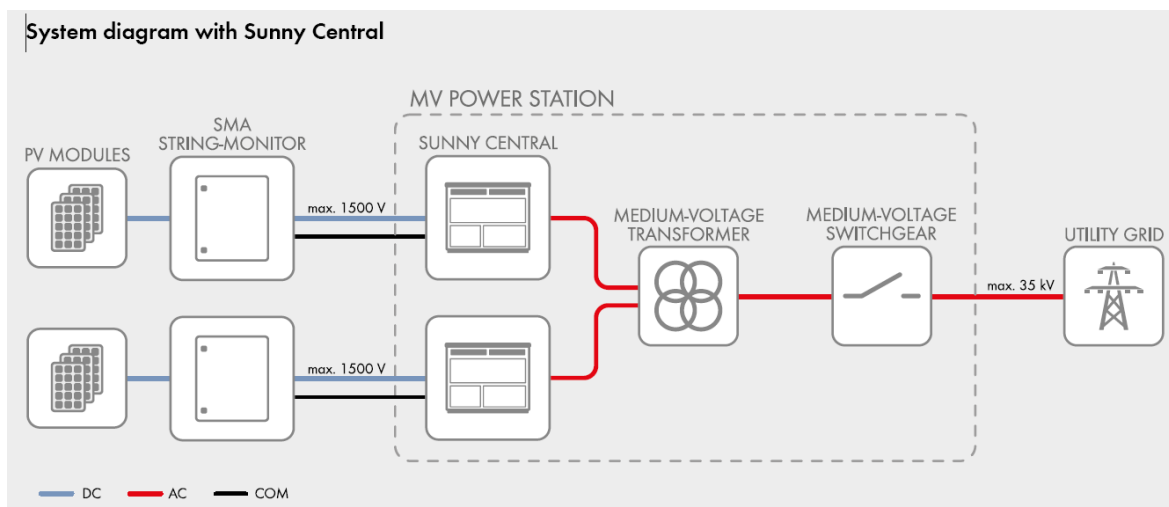 System diagram with Sunny Central
MV POWER STATION
SMA
STRING-MONITOR
PV MODULES
SUNNY CENTRAL
max. 1500 V
MEDIUM-VOLTAGE
TRANSFORMER
MEDIUM-VOLTAGE
SWITCHGEAR
UTILITY GRID
max. 35 kV
max. 1500 V
DC
AC
COM